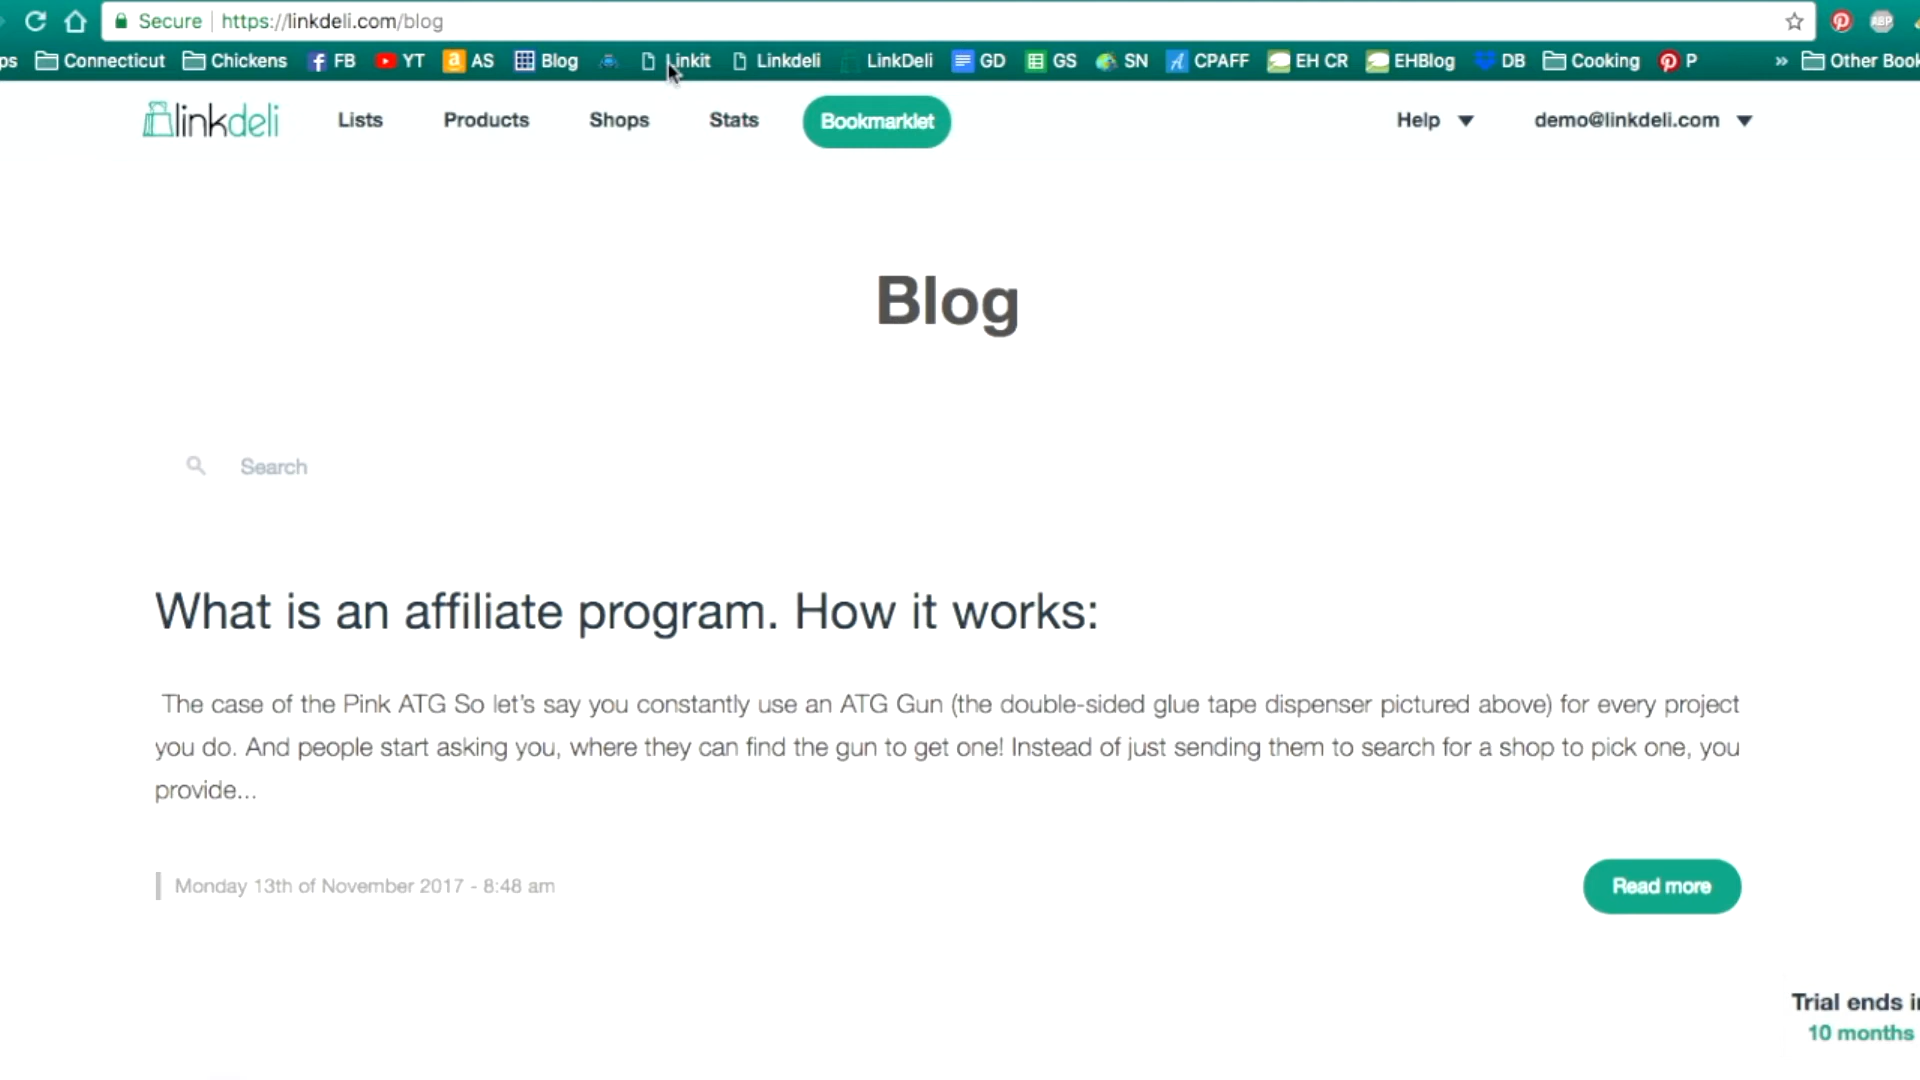 Secure https://linkdeli.com/blog ABP
ps Connecticut Chickens FB YT AS Blog Linkit Linkdeli LinkDeli GD GS SN CPAFF EH CR EHBlog DB Cooking P » Other Book
linkdeli Lists Products Shops Stats Bookmarklet Help demo@linkdeli.com
Blog
Search
What is an affiliate program. How it works:
The case of the Pink ATG So let's say you constantly use an ATG Gun (the double-sided glue tape dispenser pictured above) for every project
you do. And people start asking you, where they can find the gun to get one! Instead of just sending them to search for a shop to pick one, you
provide...
Monday 13th of November 2017 - 8:48 am
Read more
Trial ends in
10 months